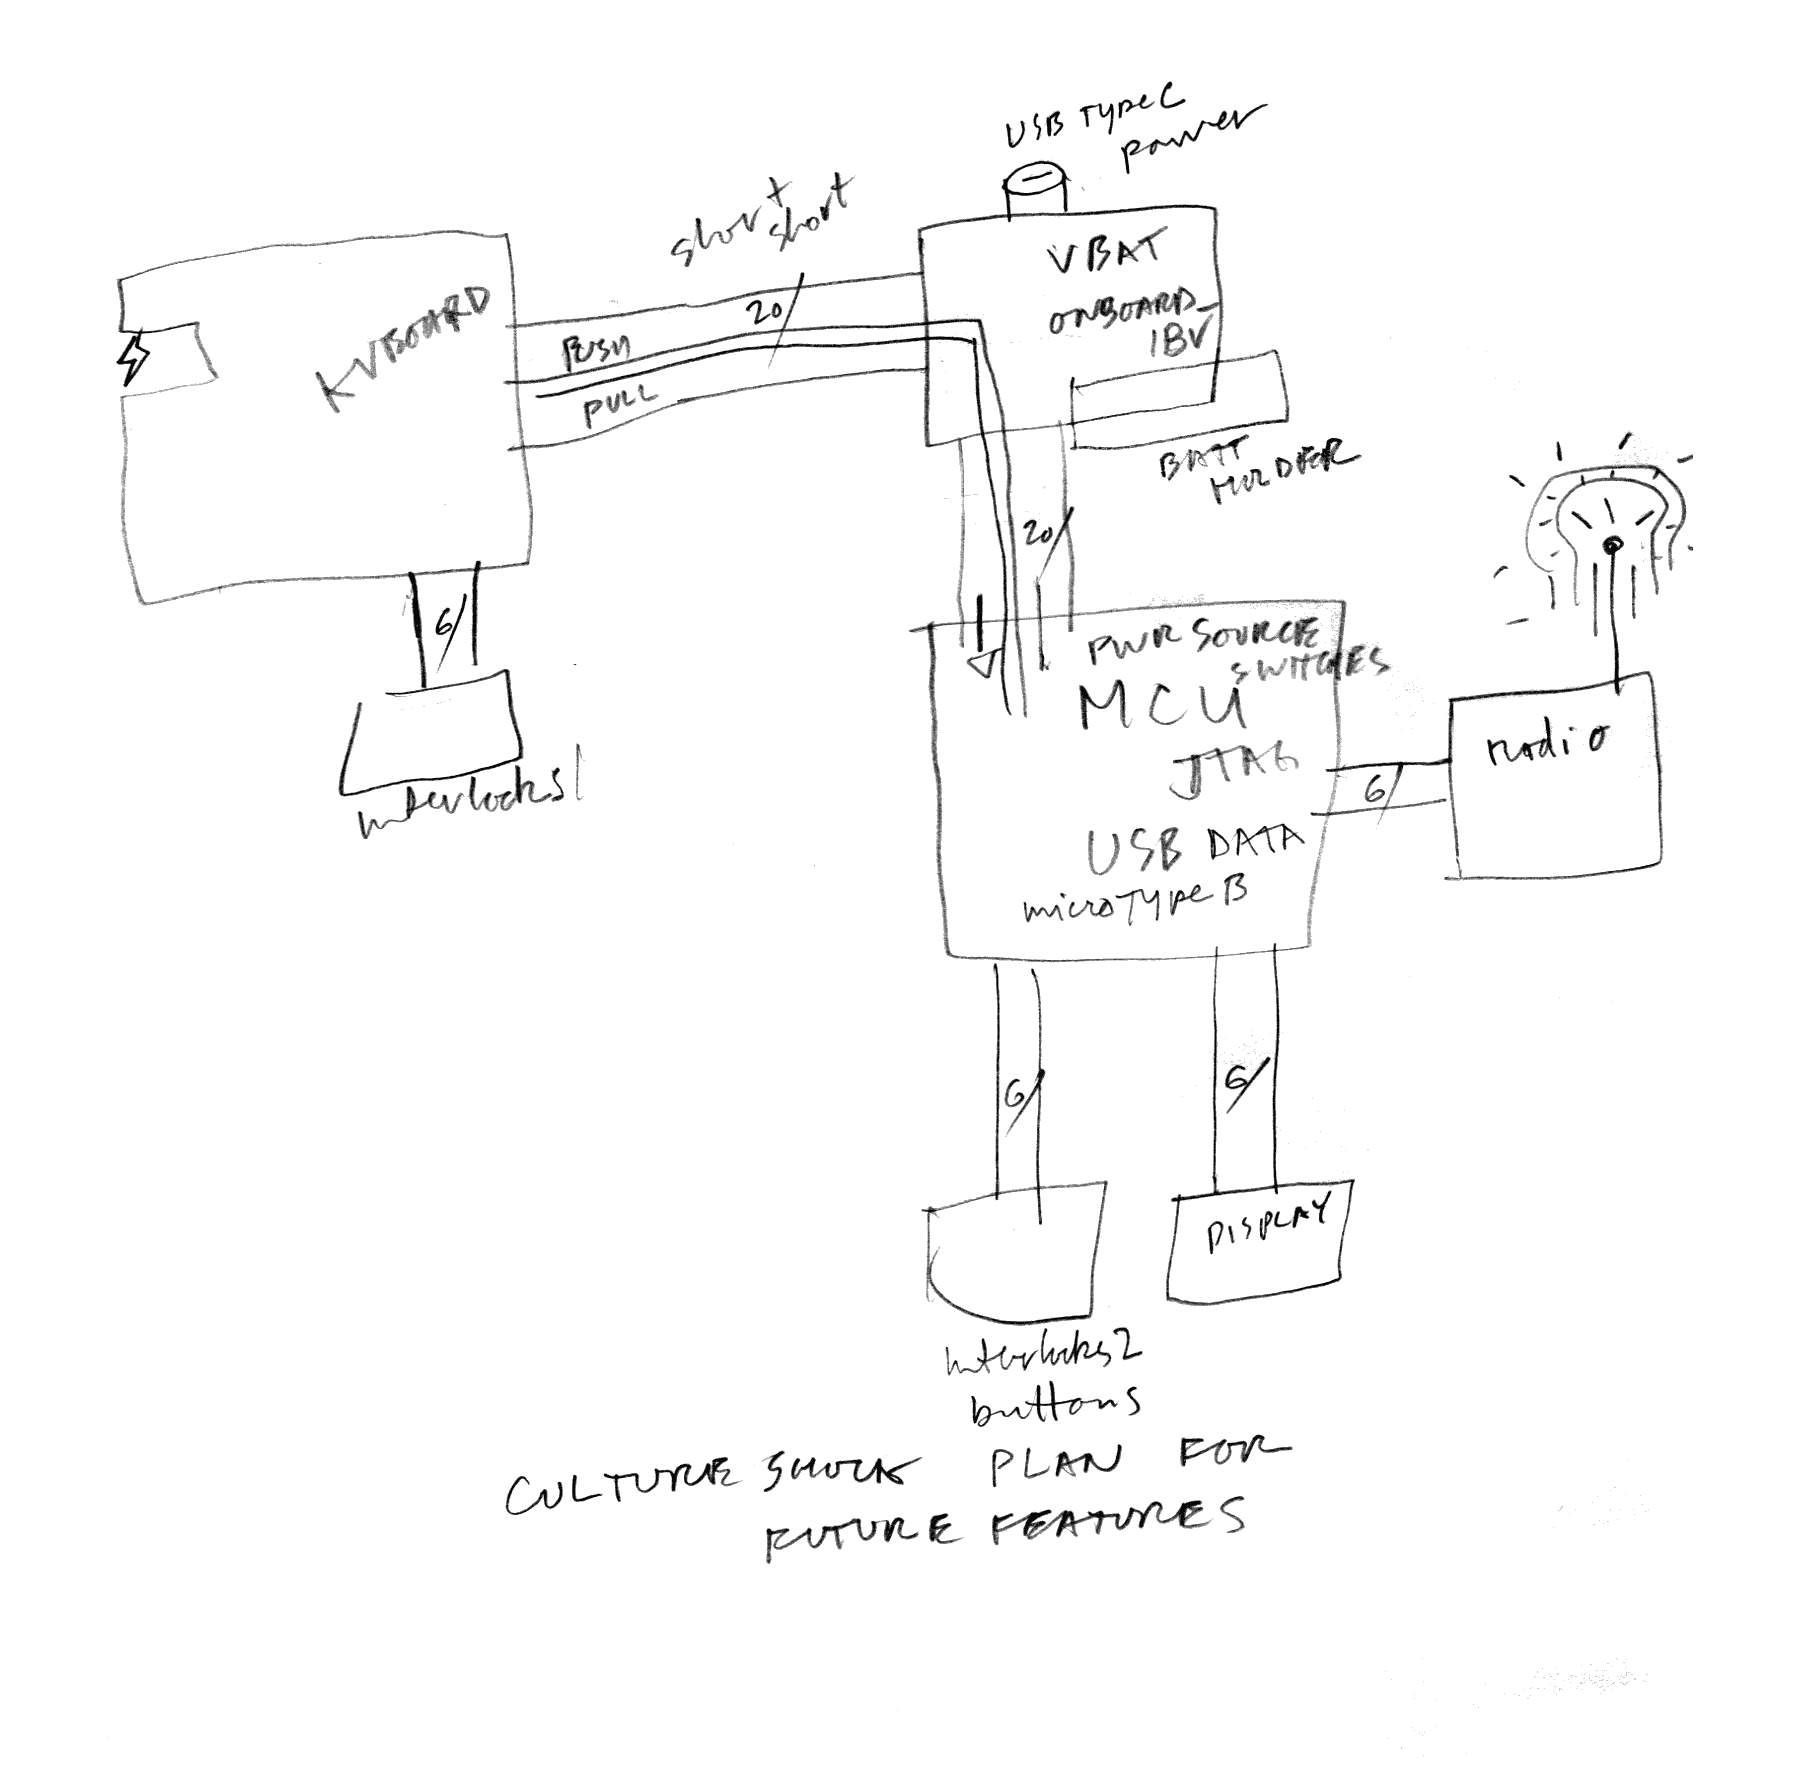 USB TYPE C
power
short
short
VBAT
ONBOARD
18V
KVBOARD
20
PUSH
PULL
BATT
HOLDER
20
6
PWR SOURCE
SWITCHES
MCU
JTAG
radio
6
interlocks1
USB DATA
micro TYPE B
6
6
DISPLAY
interlocks2
buttons
CULTURE SHOCK PLAN FOR
FUTURE FEATURES